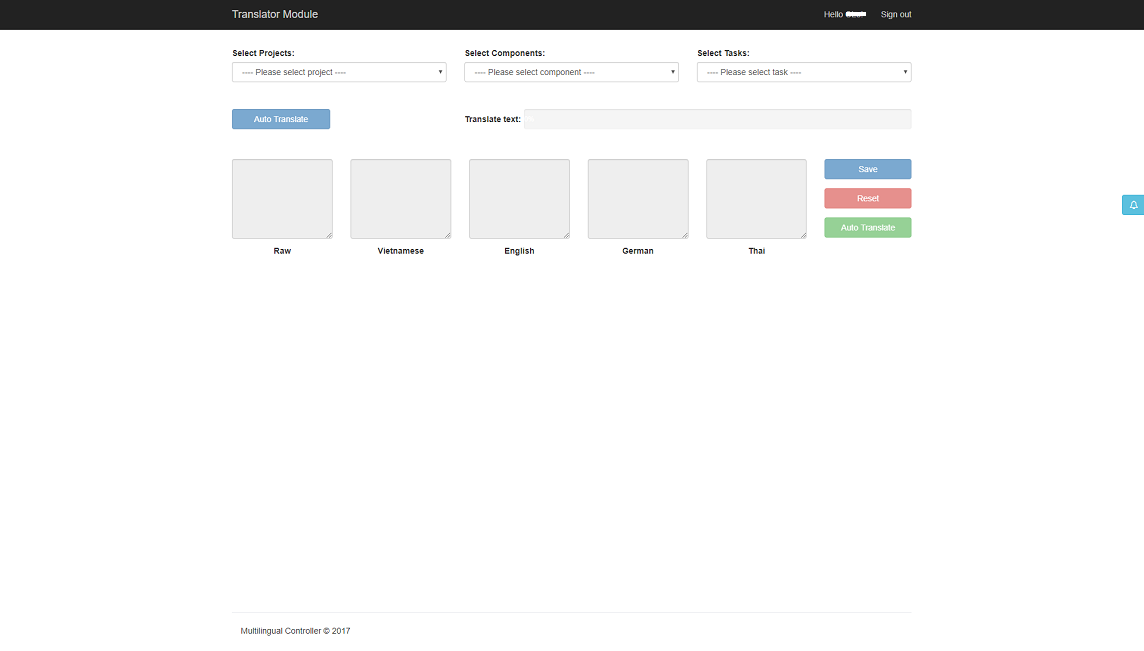 Translator Module
Hello
Sign out
Select Projects:
Select Components:
Select Tasks:
---- Please select project ----
---- Please select component ----
---- Please select task ----
Auto Translate
Translate text:
Save
Reset
Auto Translate
Raw
Vietnamese
English
German
Thai
Multilingual Controller © 2017